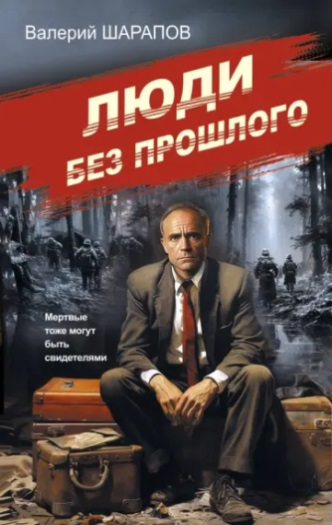 Валерий ШАРАПОВ
ЛЮДИ
БЕЗ ПРОШЛОГО
Мертвые
тоже могут
быть
свидетелями